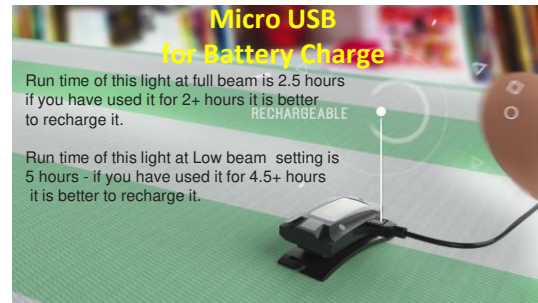 Micro USB
for Battery Charge
Run time of this light at full beam is 2.5 hours
if you have used it for 2+ hours it is better
to recharge it.
RECHARGEABLE
Run time of this light at Low beam setting is
5 hours - if you have used it for 4.5+ hours
it is better to recharge it.